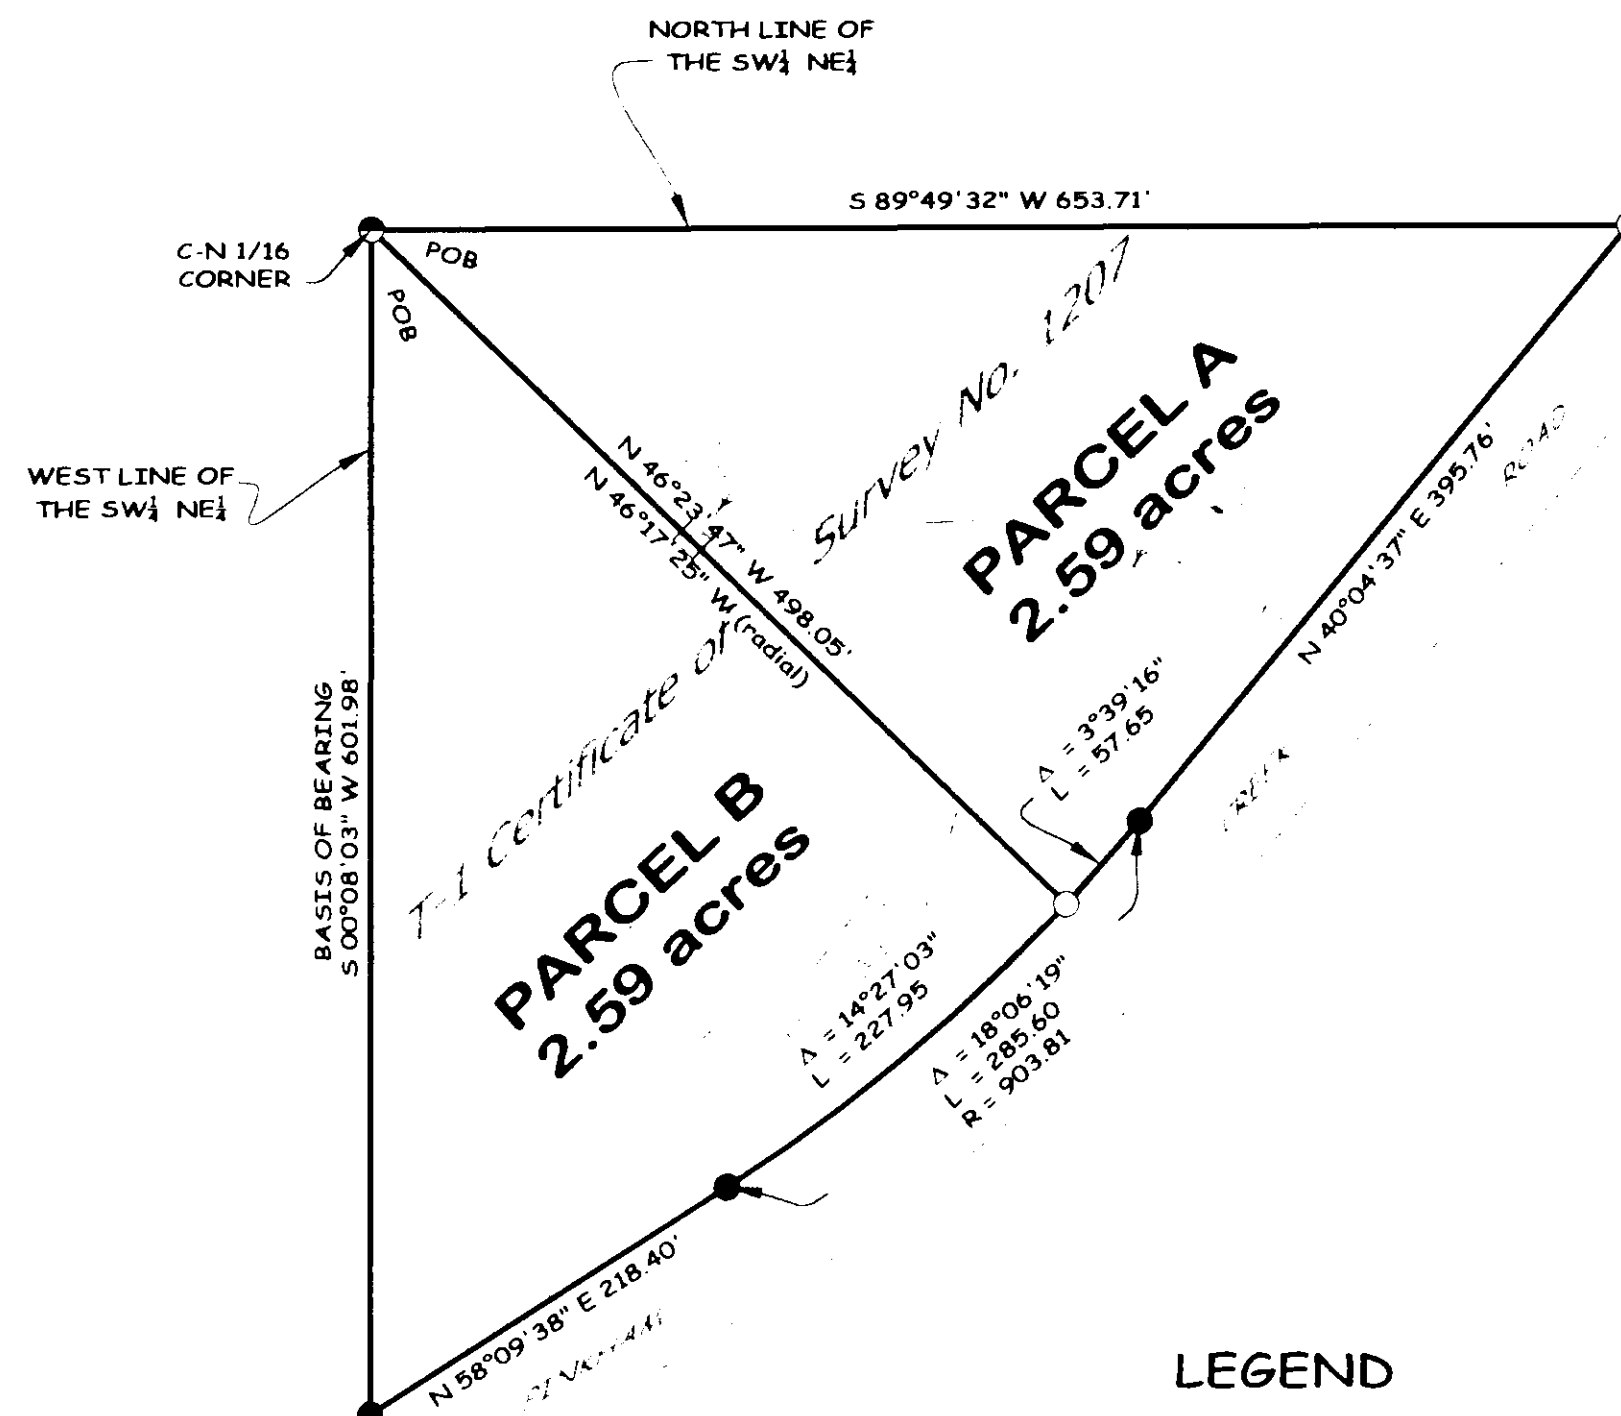 NORTH LINE OF
THE SW¼ NE¼
S 89°49'32" W 653.71'
C-N 1/16
CORNER
POB
POB
WEST LINE OF
THE SW¼ NE¼
N 46°23'47" W 498.05'
N 46°17'25" W (radial)
T-1 Certificate of Survey No. 1207
PARCEL A
2.59 acres
N 40°04'37" E 395.76'
ROAD
CREEK
Δ = 3°39'16"
L = 57.65
BASIS OF BEARING
S 00°08'03" W 601.98'
PARCEL B
2.59 acres
Δ = 14°27'03"
L = 227.95
Δ = 18°06'19"
L = 285.60
R = 903.81
N 58°09'38" E 218.40'
LEGEND